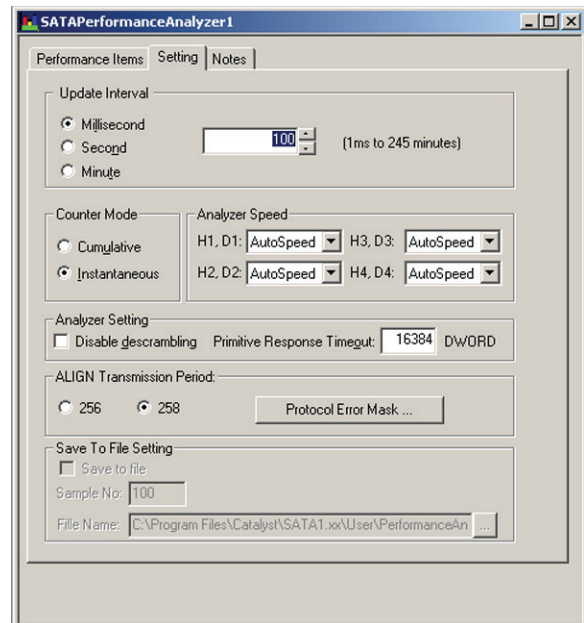 SATAPerformanceAnalyzer1
Performance Items Setting Notes
Update Interval
Millisecond
Second
Minute
100
(1ms to 245 minutes)
Counter Mode
Cumulative
Instantaneous
Analyzer Speed
H1, D1: AutoSpeed H3, D3: AutoSpeed
H2, D2: AutoSpeed H4, D4: AutoSpeed
Analyzer Setting
Disable descrambling Primitive Response Timeout: 16384 DWORD
ALIGN Transmission Period:
256 258 Protocol Error Mask ...
Save To File Setting
Save to file
Sample No: 100
Fille Name: C:\Program Files\Catalyst\SATA1.xx\User\PerformanceAn ...